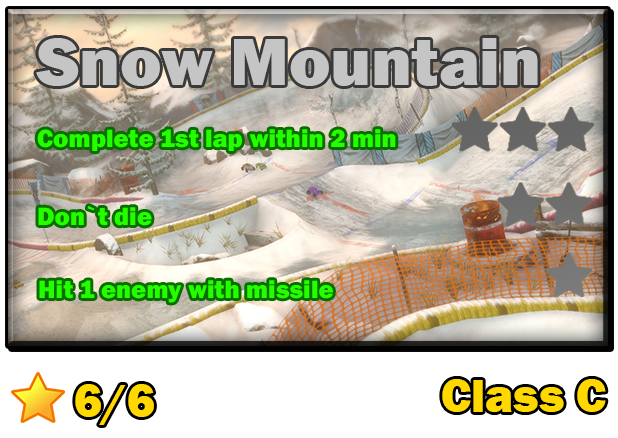 Snow Mountain
Complete 1st lap within 2 min
Don`t die
Hit 1 enemy with missile
6/6
Class C